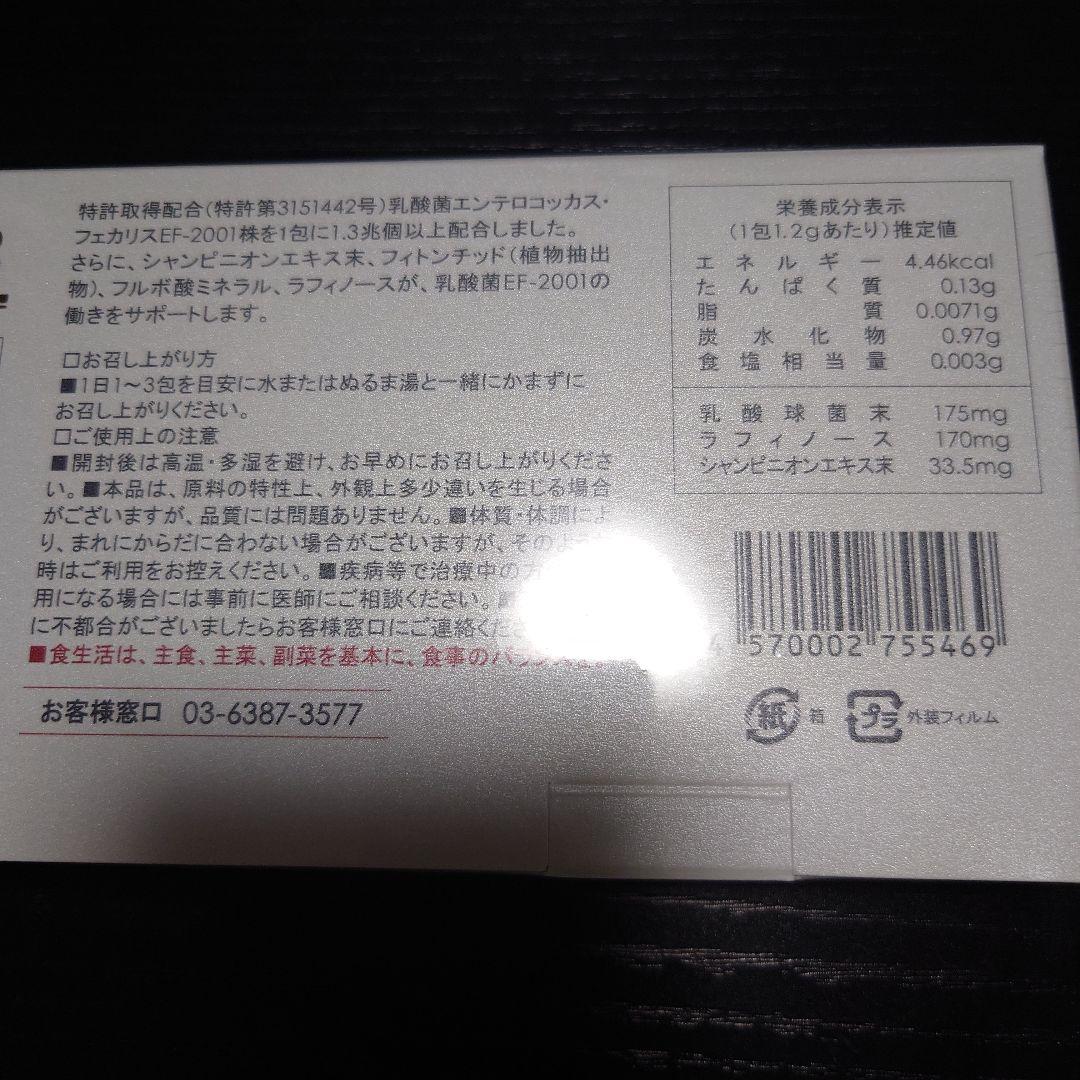 特許取得配合(特許第3151442号)乳酸菌エンテロコッカス・
フェカリスEF-2001株を1包に1.3兆個以上配合しました。
さらに、シャンピニオンエキス末、フィトンチッド(植物抽出
物)、フルボ酸ミネラル、ラフィノースが、乳酸菌EF-2001の
働きをサポートします。
□お召し上がり方
■1日1～3包を目安に水またはぬるま湯と一緒にかまずに
お召し上がりください。
□ご使用上の注意
■開封後は高温・多湿を避け、お早めにお召し上がりくださ
い。■本品は、原料の特性上、外観上多少違いを生じる場合
がございますが、品質には問題ありません。■体質・体調によ
り、まれにからだに合わない場合がございますが、その
時はご利用をお控えください。■疾病等で治療中の
用になる場合には事前に医師にご相談ください。
に不都合がございましたらお客様窓口にご連絡くだ
■食生活は、主食、主菜、副菜を基本に、食事のバランスを。
お客様窓口 03-6387-3577
栄養成分表示
(1包1.2gあたり)推定値
エネルギー 4.46kcal
たんぱく質 0.13g
脂質 0.0071g
炭水化物 0.97g
食塩相当量 0.003g
乳酸球菌末 175mg
ラフィノース 170mg
シャンピニオンエキス末 33.5mg
4 570002 755469
紙 箱 プラ 外装フィルム